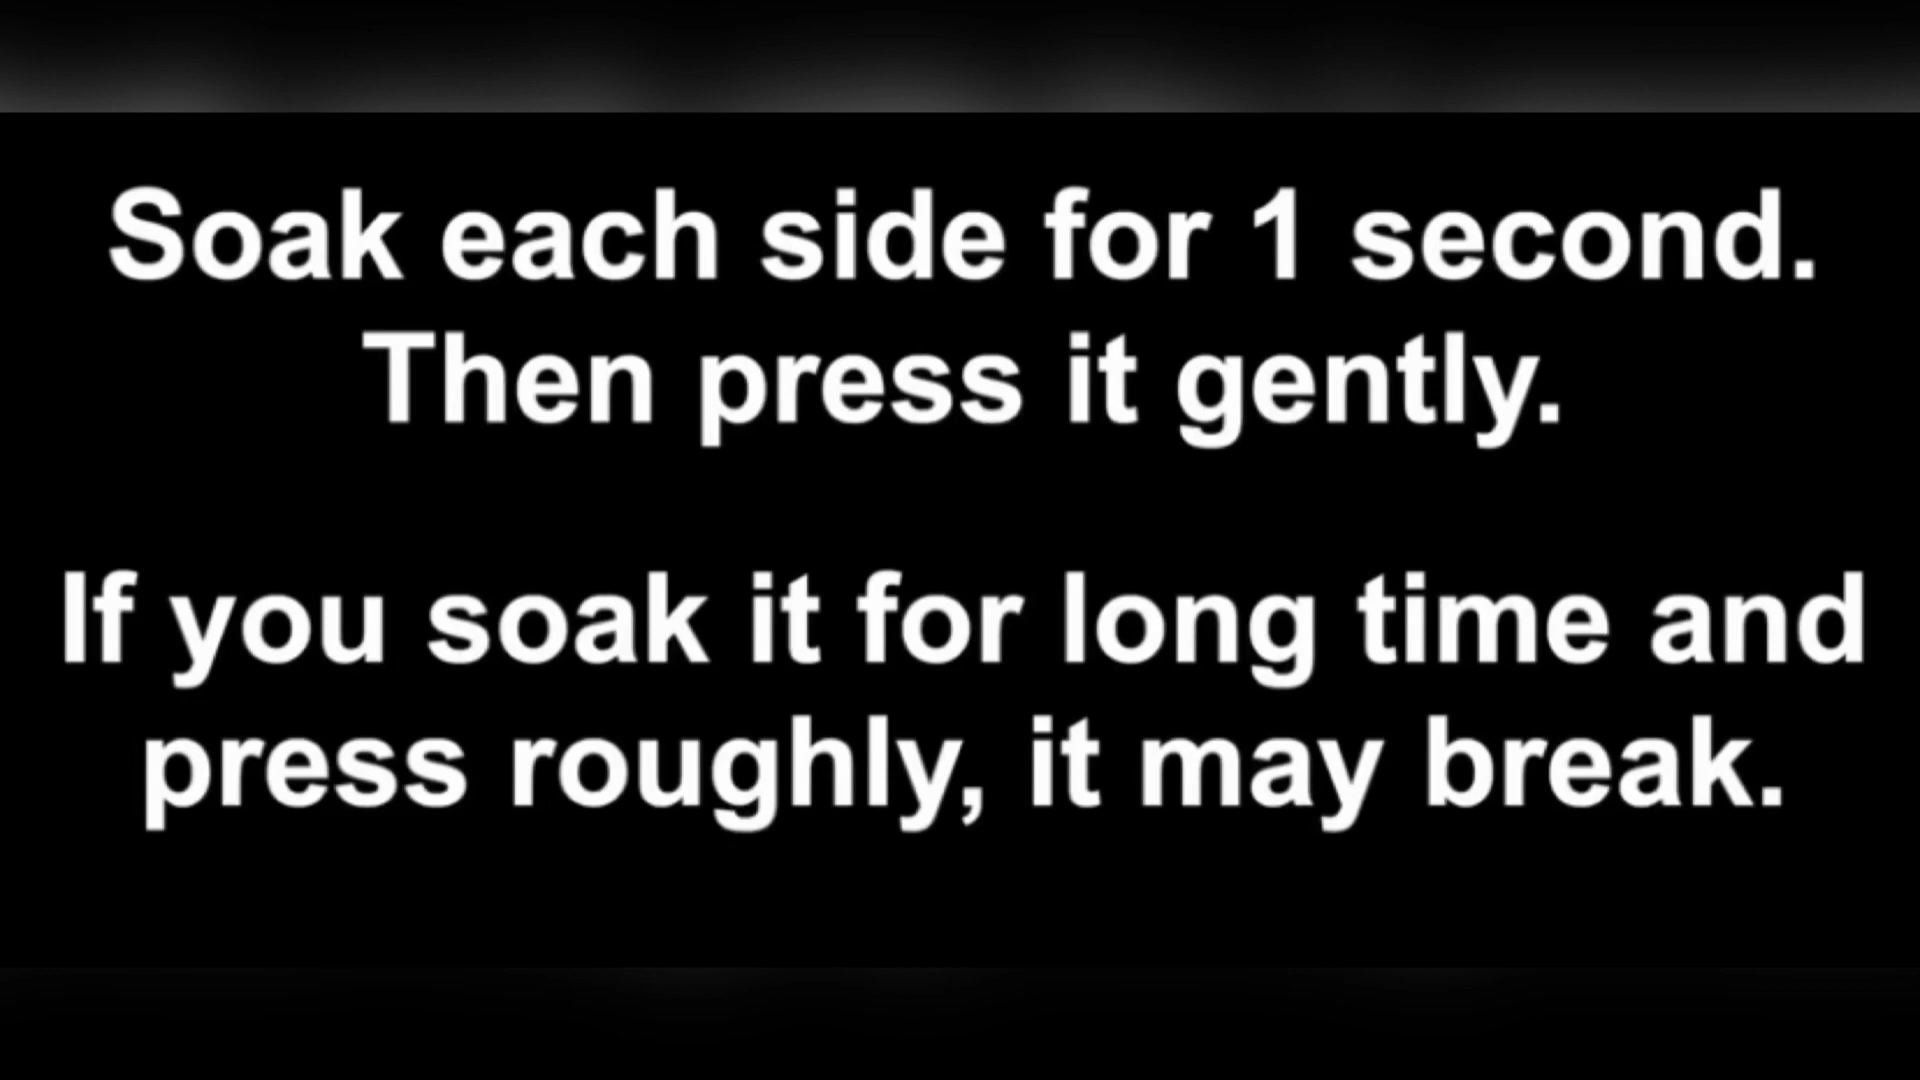 Soak each side for 1 second.
Then press it gently.
If you soak it for long time and
press roughly, it may break.